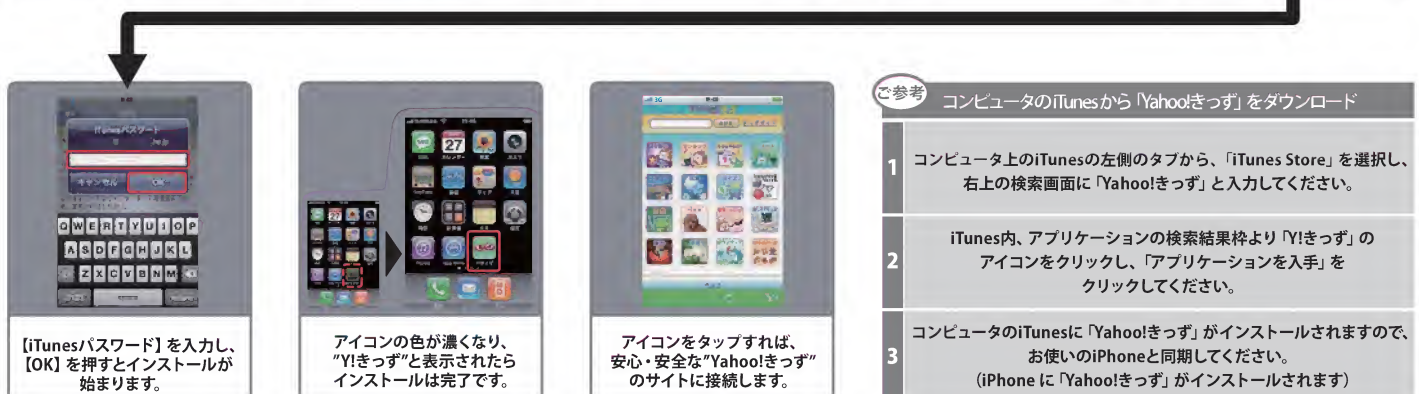 iTunesパスワード
キャンセル OK
Q W E R T Y U I O P
A S D F G H J K L
Z X C V B N M
【iTunesパスワード】を入力し、
【OK】を押すとインストールが
始まります。
27
アイコンの色が濃くなり、
”Y!きっず”と表示されたら
インストールは完了です。
3G
アイコンをタップすれば、
安心・安全な”Yahoo!きっず”
のサイトに接続します。
ご参考
コンピュータのiTunesから「Yahoo!きっず」をダウンロード
1
コンピュータ上のiTunesの左側のタブから、「iTunes Store」を選択し、
右上の検索画面に「Yahoo!きっず」と入力してください。
2
iTunes内、アプリケーションの検索結果枠より「Y!きっず」の
アイコンをクリックし、「アプリケーションを入手」を
クリックしてください。
3
コンピュータのiTunesに「Yahoo!きっず」がインストールされますので、
お使いのiPhoneと同期してください。
（iPhone に「Yahoo!きっず」がインストールされます）